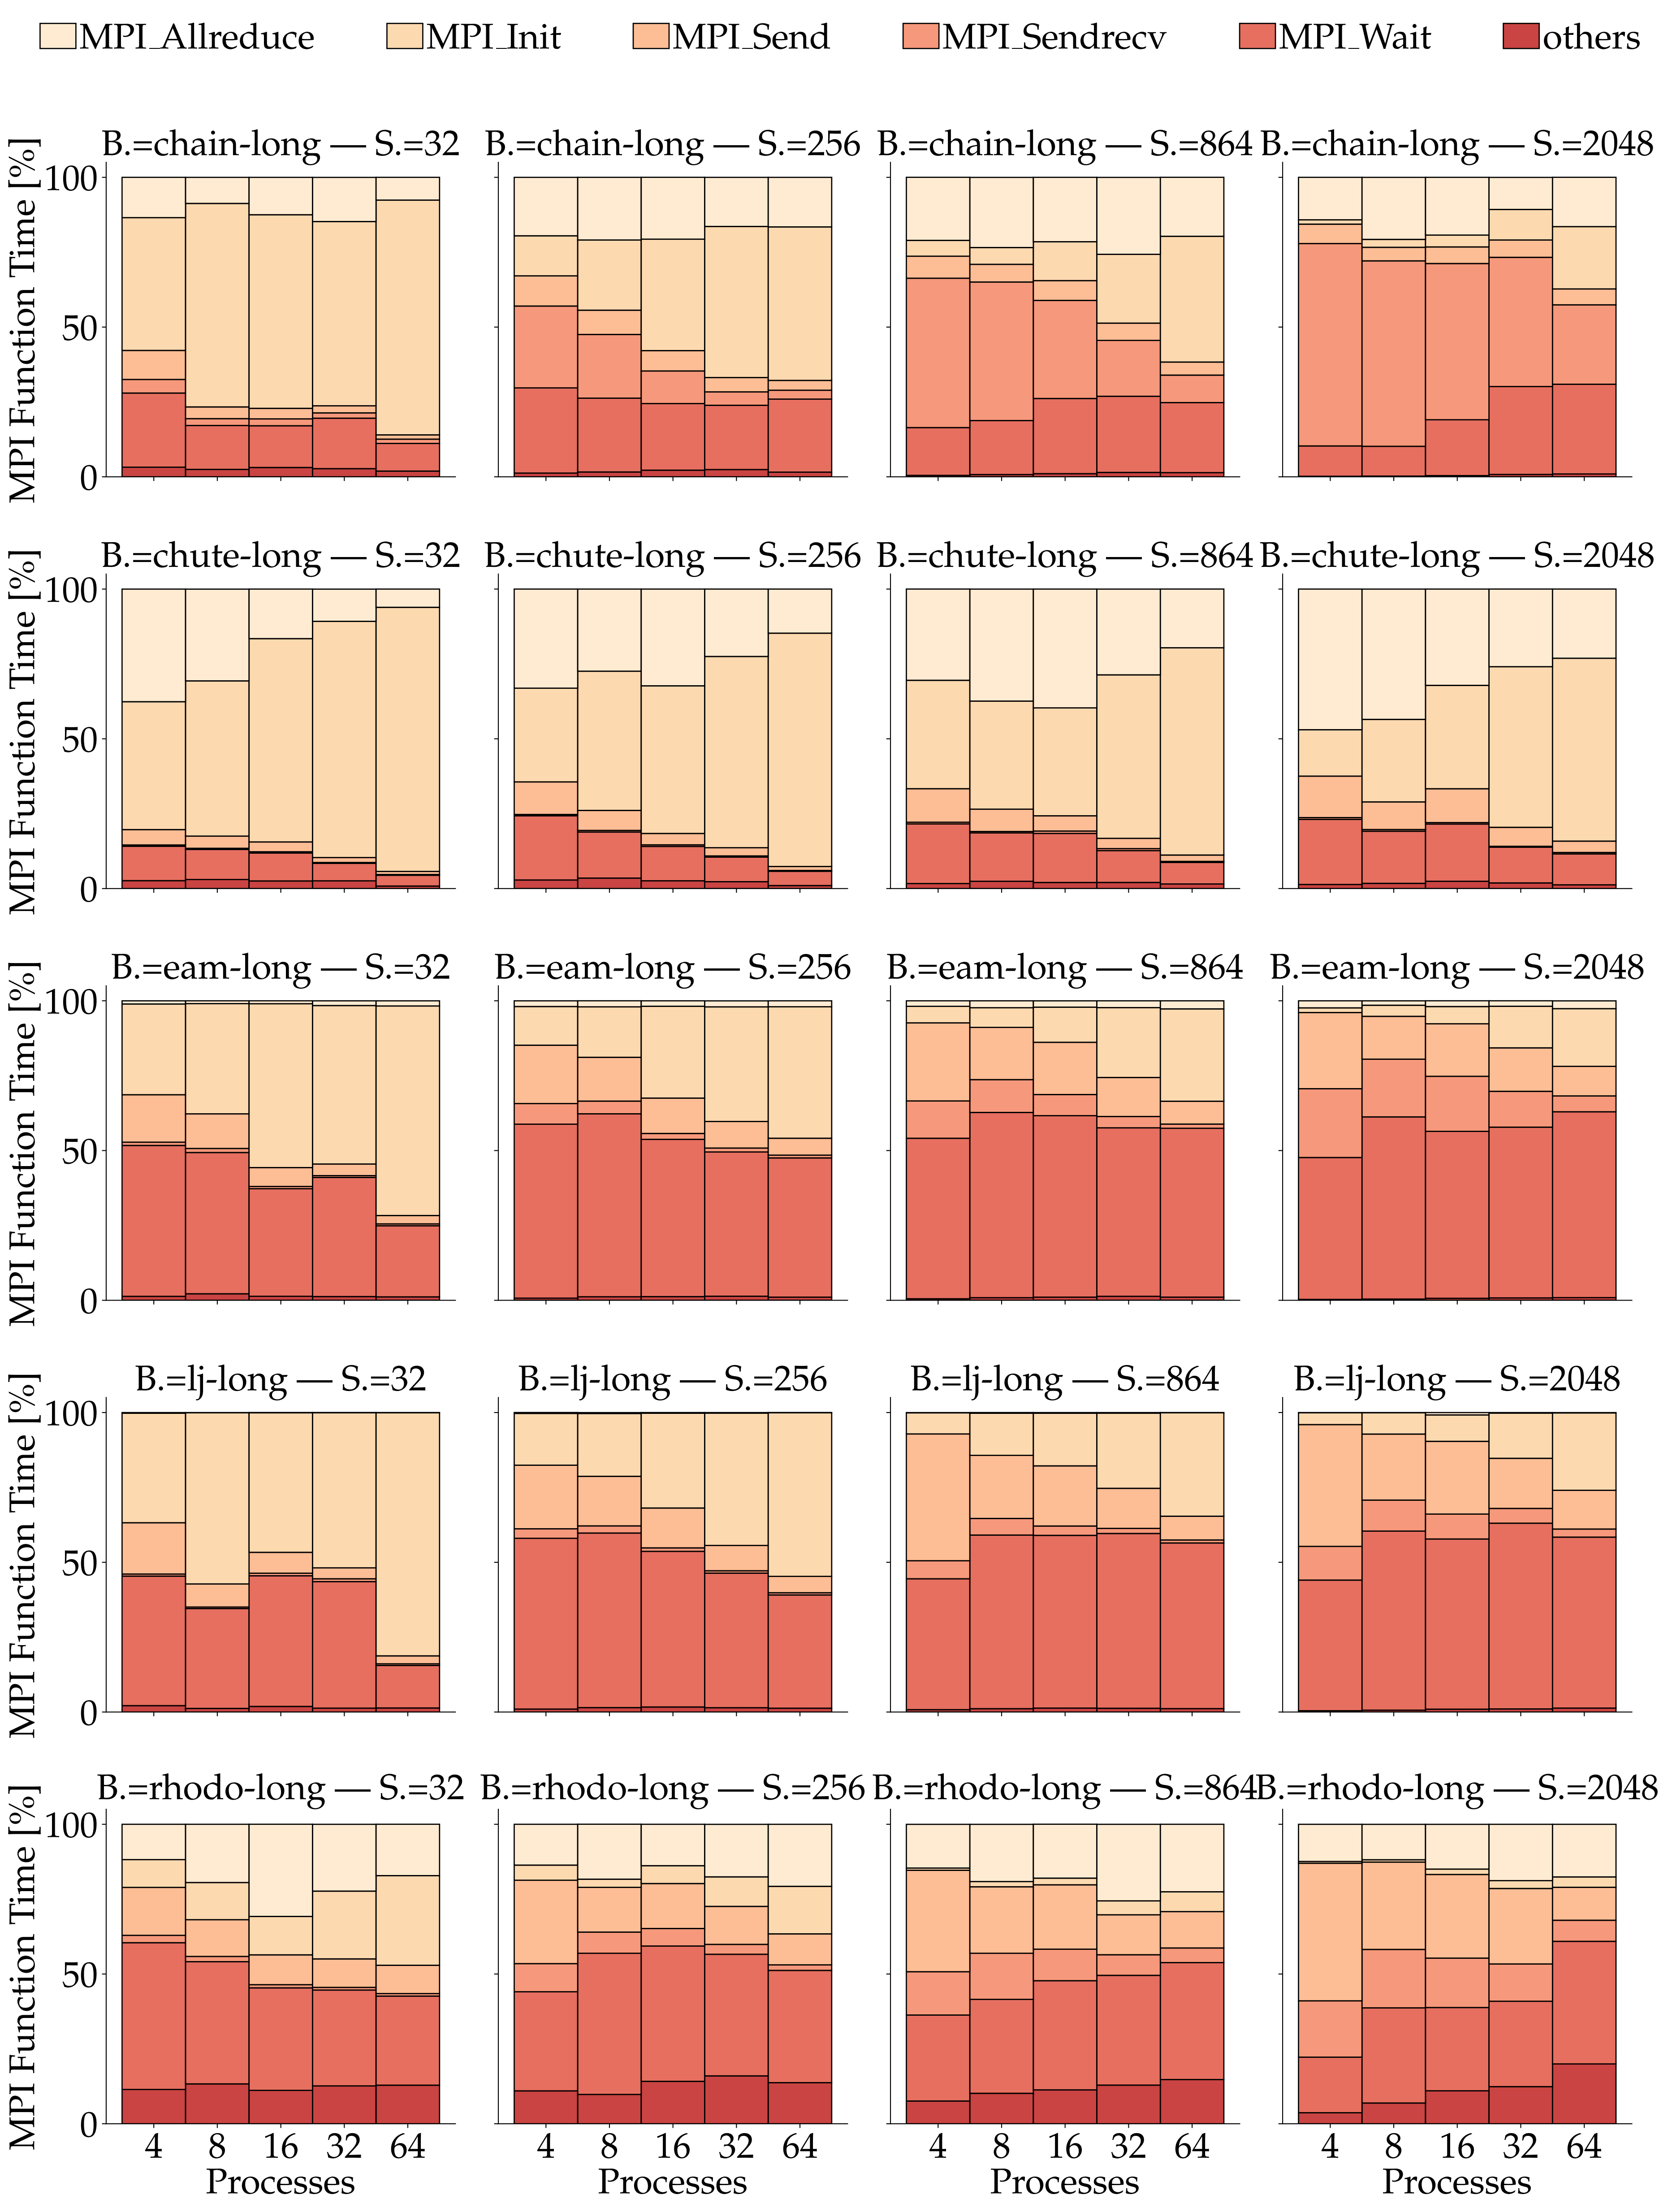 MPI_Allreduce MPI_Init MPI_Send MPI_Sendrecv MPI_Wait others
B.=chain-long — S.=32 B.=chain-long — S.=256 B.=chain-long — S.=864 B.=chain-long — S.=2048
MPI Function Time [%]
100
50
0
B.=chute-long — S.=32 B.=chute-long — S.=256 B.=chute-long — S.=864 B.=chute-long — S.=2048
MPI Function Time [%]
100
50
0
B.=eam-long — S.=32 B.=eam-long — S.=256 B.=eam-long — S.=864 B.=eam-long — S.=2048
MPI Function Time [%]
100
50
0
B.=lj-long — S.=32 B.=lj-long — S.=256 B.=lj-long — S.=864 B.=lj-long — S.=2048
MPI Function Time [%]
100
50
0
B.=rhodo-long — S.=32 B.=rhodo-long — S.=256 B.=rhodo-long — S.=864 B.=rhodo-long — S.=2048
MPI Function Time [%]
100
50
0
4 8 16 32 64 4 8 16 32 64 4 8 16 32 64 4 8 16 32 64
Processes Processes Processes Processes